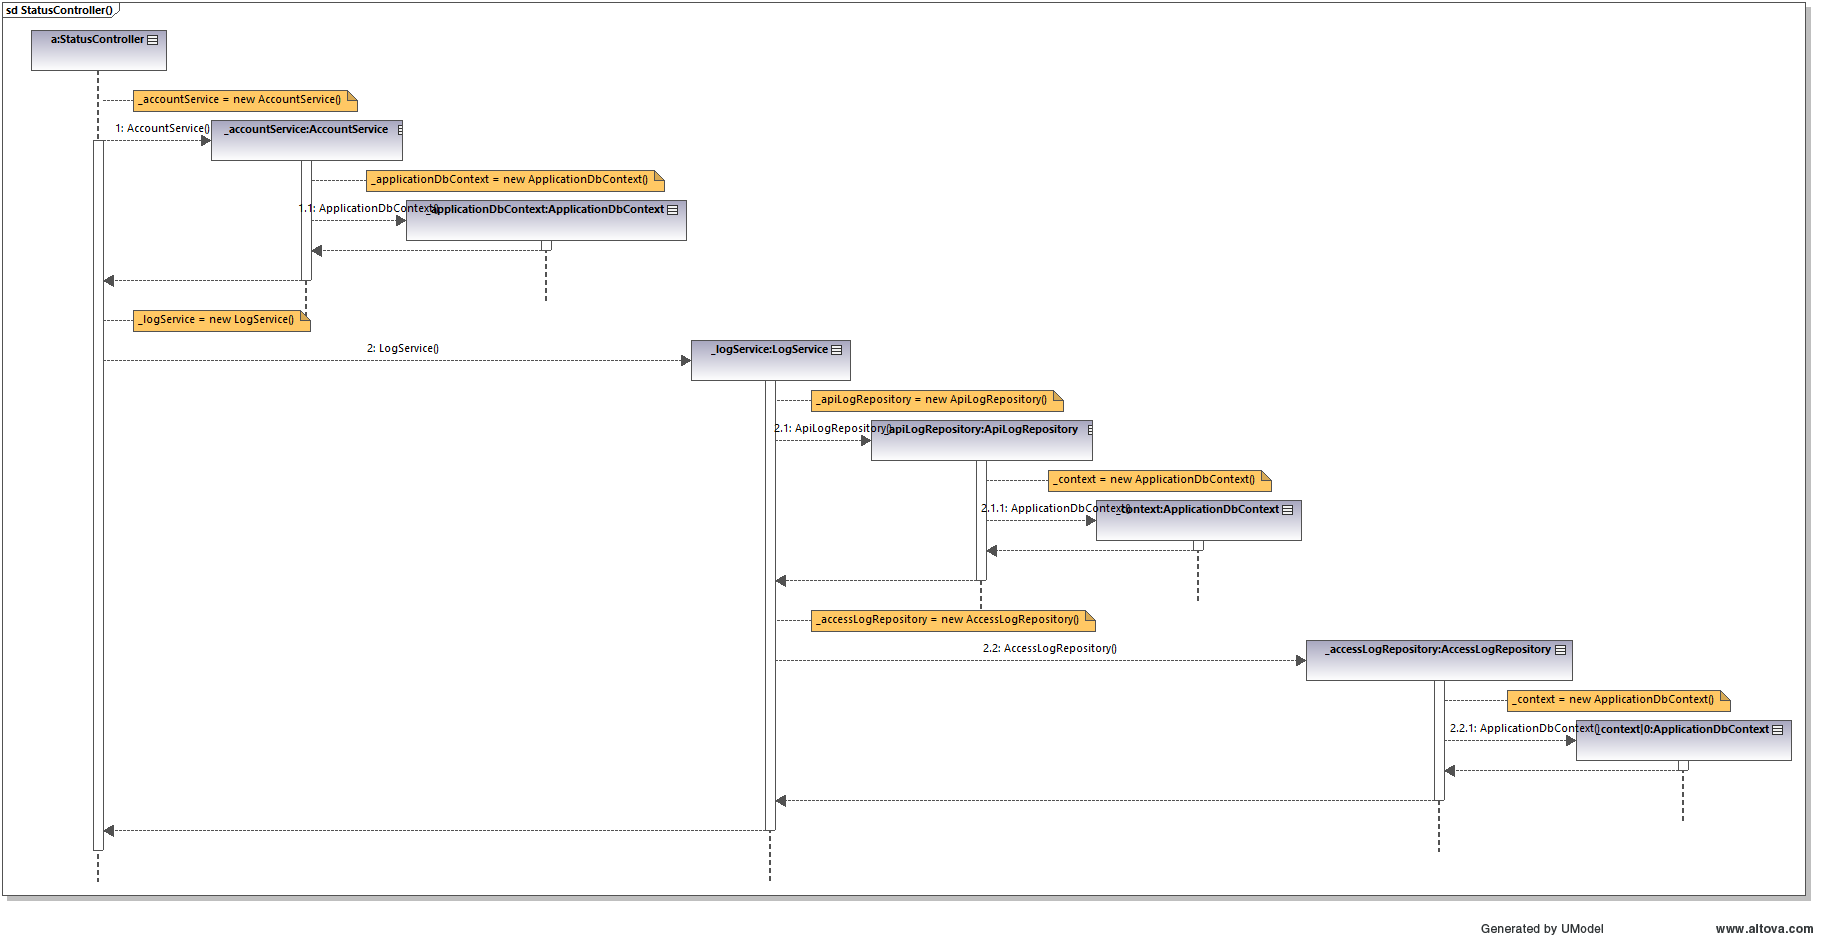 sd StatusController()
a:StatusController
_accountService = new AccountService()
1: AccountService()
_accountService:AccountService
_applicationDbContext = new ApplicationDbContext()
1.1: ApplicationDbContext()
_applicationDbContext:ApplicationDbContext
_logService = new LogService()
2: LogService()
_logService:LogService
_apiLogRepository = new ApiLogRepository()
2.1: ApiLogRepository()
_apiLogRepository:ApiLogRepository
_context = new ApplicationDbContext()
2.1.1: ApplicationDbContext()
_context:ApplicationDbContext
_accessLogRepository = new AccessLogRepository()
2.2: AccessLogRepository()
_accessLogRepository:AccessLogRepository
_context = new ApplicationDbContext()
2.2.1: ApplicationDbContext()
_context|0:ApplicationDbContext
Generated by UModel
www.altova.com